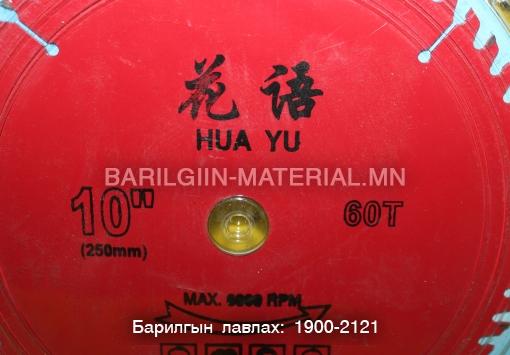 花语
HUA YU
BARILGIIN-MATERIAL.MN
10" 60T
(250mm)
MAX. RPM
Барилгын лавлах: 1900-2121